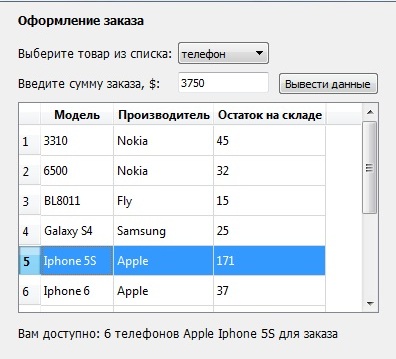 Оформление заказа
Выберите товар из списка: телефон
Введите сумму заказа, $: 3750 Вывести данные
Модель Производитель Остаток на складе
1 3310 Nokia 45
2 6500 Nokia 32
3 BL8011 Fly 15
4 Galaxy S4 Samsung 25
5 Iphone 5S Apple 171
6 Iphone 6 Apple 37
Вам доступно: 6 телефонов Apple Iphone 5S для заказа